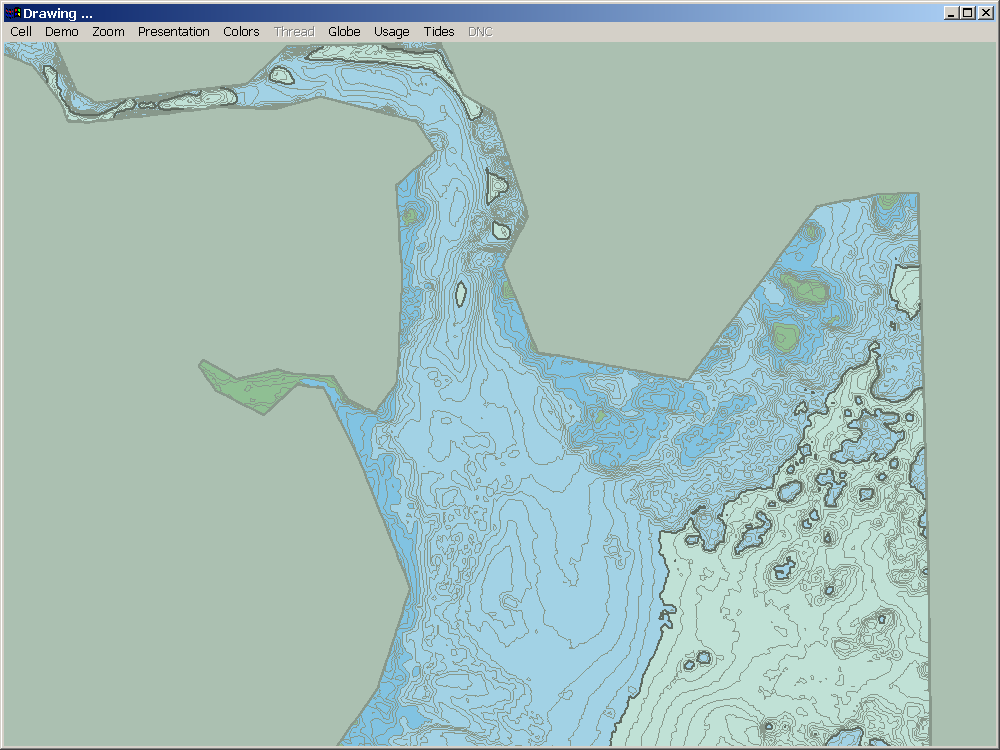 Drawing ...
Cell Demo Zoom Presentation Colors Thread Globe Usage Tides DNC